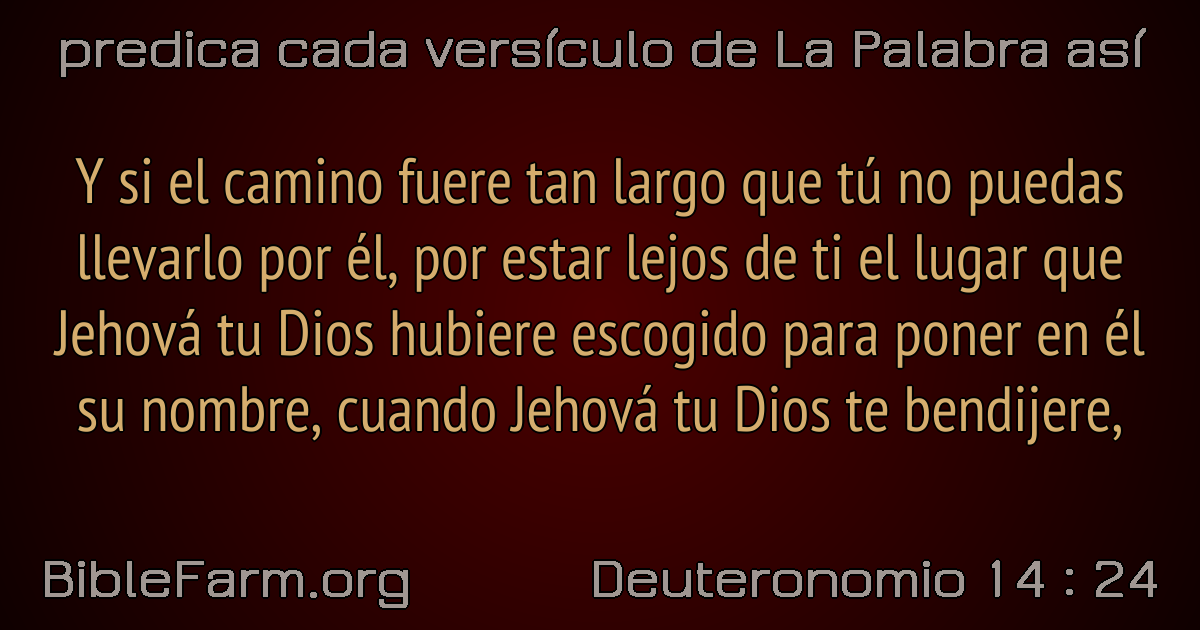 predica cada versículo de La Palabra así
Y si el camino fuere tan largo que tú no puedas
llevarlo por él, por estar lejos de ti el lugar que
Jehová tu Dios hubiere escogido para poner en él
su nombre, cuando Jehová tu Dios te bendijere,
BibleFarm.org
Deuteronomio 14 : 24